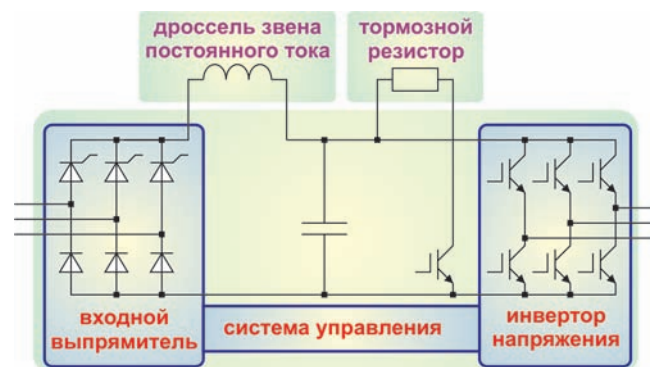 дроссель звена
постоянного тока
тормозной
резистор
входной
выпрямитель
система управления
инвертор
напряжения